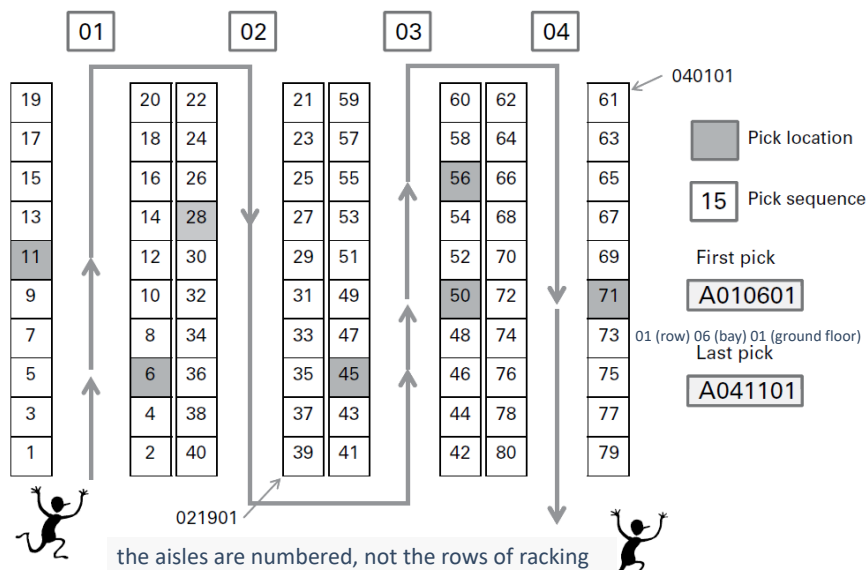 01 02 03 04
040101
19 20 22 21 59 60 62 61
17 18 24 23 57 58 64 63
15 16 26 25 55 56 66 65
13 14 28 27 53 54 68 67
11 12 30 29 51 52 70 69
9 10 32 31 49 50 72 71
7 8 34 33 47 48 74 73
5 6 36 35 45 46 76 75
3 4 38 37 43 44 78 77
1 2 40 39 41 42 80 79
Pick location
15 Pick sequence
First pick
A010601
01 (row) 06 (bay) 01 (ground floor)
Last pick
A041101
021901
the aisles are numbered, not the rows of racking